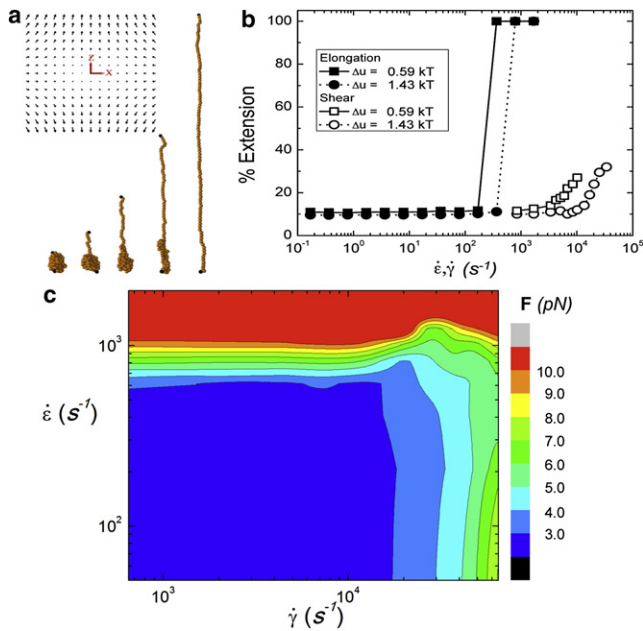 a
z
x
b
% Extension
100
80
60
40
20
0
Elongation
Δu = 0.59 kT
Δu = 1.43 kT
Shear
Δu = 0.59 kT
Δu = 1.43 kT
10⁻¹ 10⁰ 10¹ 10² 10³ 10⁴ 10⁵
ε̇,γ̇ (s⁻¹)
c
F (pN)
10³
10²
ε̇ (s⁻¹)
10.0
9.0
8.0
7.0
6.0
5.0
4.0
3.0
10³ 10⁴
γ̇ (s⁻¹)